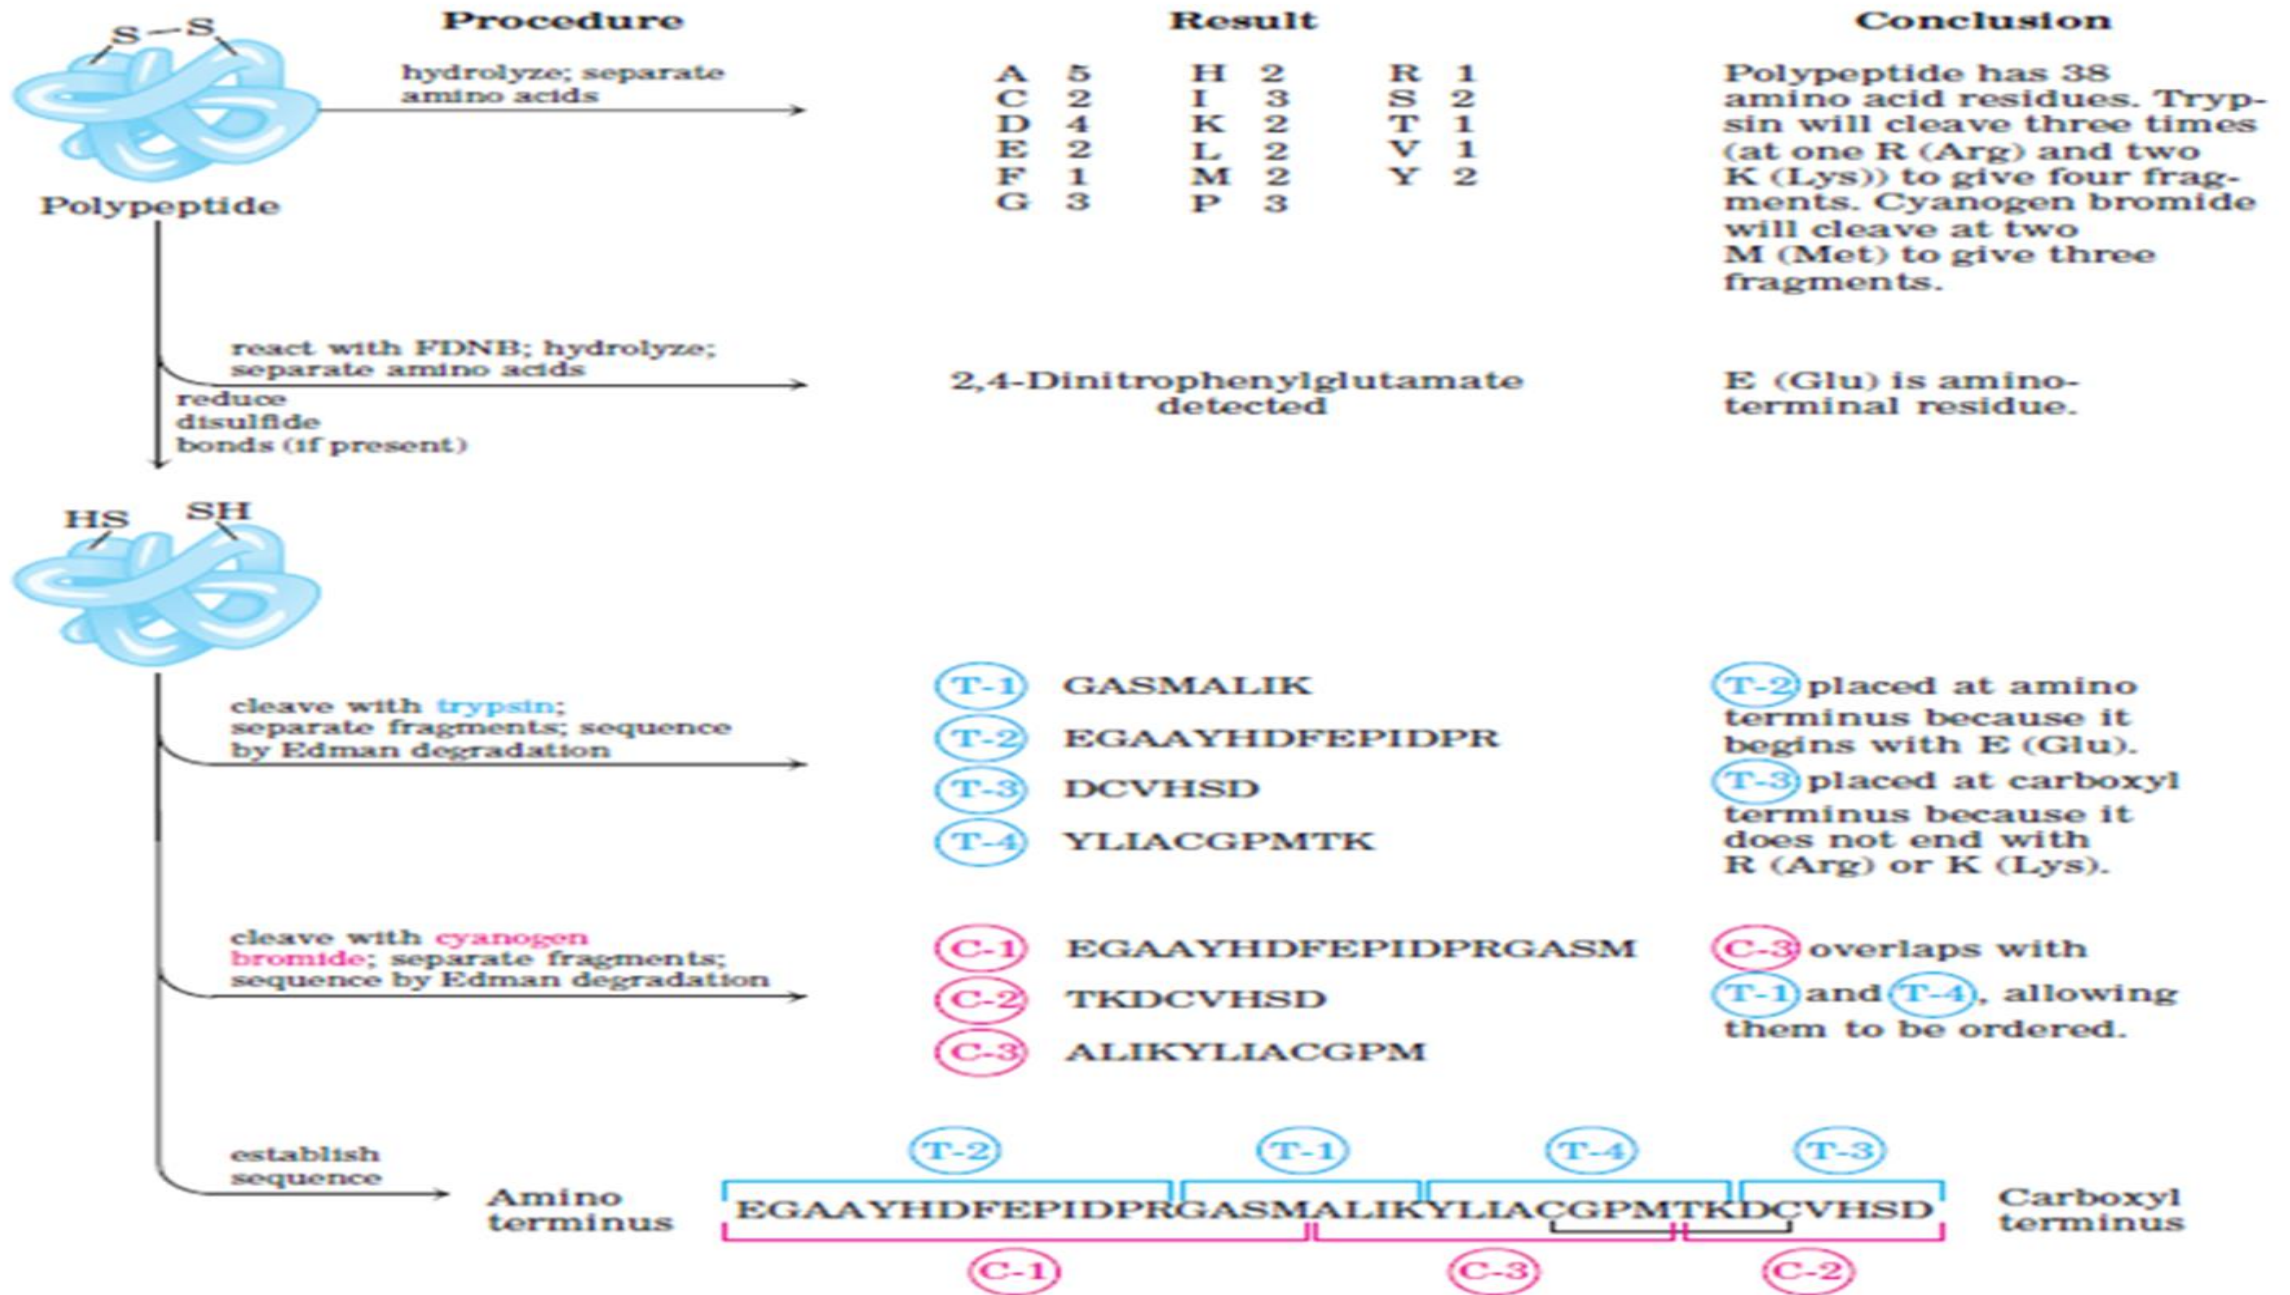 Procedure
Result
Conclusion
S—S
hydrolyze; separate
amino acids
A 5 H 2 R 1
C 2 I 3 S 2
D 4 K 2 T 1
E 2 L 2 V 1
F 1 M 2 Y 2
G 3 P 3
Polypeptide has 38
amino acid residues. Tryp-
sin will cleave three times
(at one R (Arg) and two
K (Lys)) to give four frag-
ments. Cyanogen bromide
will cleave at two
M (Met) to give three
fragments.
Polypeptide
react with FDNB; hydrolyze;
separate amino acids
2,4-Dinitrophenylglutamate
detected
E (Glu) is amino-
terminal residue.
reduce
disulfide
bonds (if present)
HS SH
cleave with trypsin;
separate fragments; sequence
by Edman degradation
T-1 GASMALIK
T-2 EGAAYHDFEPIDPR
T-3 DCVHSD
T-4 YLIACGPMTK
T-2 placed at amino
terminus because it
begins with E (Glu).
T-3 placed at carboxyl
terminus because it
does not end with
R (Arg) or K (Lys).
cleave with cyanogen
bromide; separate fragments;
sequence by Edman degradation
C-1 EGAAYHDFEPIDPRGASM
C-2 TKDCVHSD
C-3 ALIKYLIACGPM
C-3 overlaps with
T-1 and T-4, allowing
them to be ordered.
establish
sequence
T-2 T-1 T-4 T-3
Amino
terminus
EGAAYHDFEPIDPRGASMALIKYLIACGPMTKDCVHSD
Carboxyl
terminus
C-1 C-3 C-2